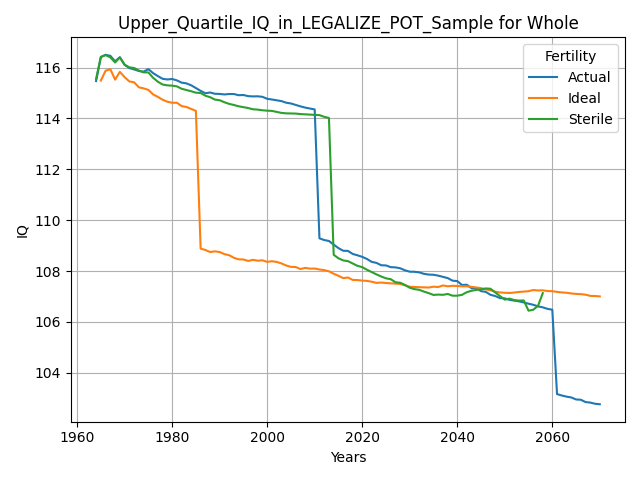 Upper_Quartile_IQ_in_LEGALIZE_POT_Sample for Whole
Fertility
Actual
Ideal
Sterile
IQ
116
114
112
110
108
106
104
1960
1980
2000
2020
2040
2060
Years